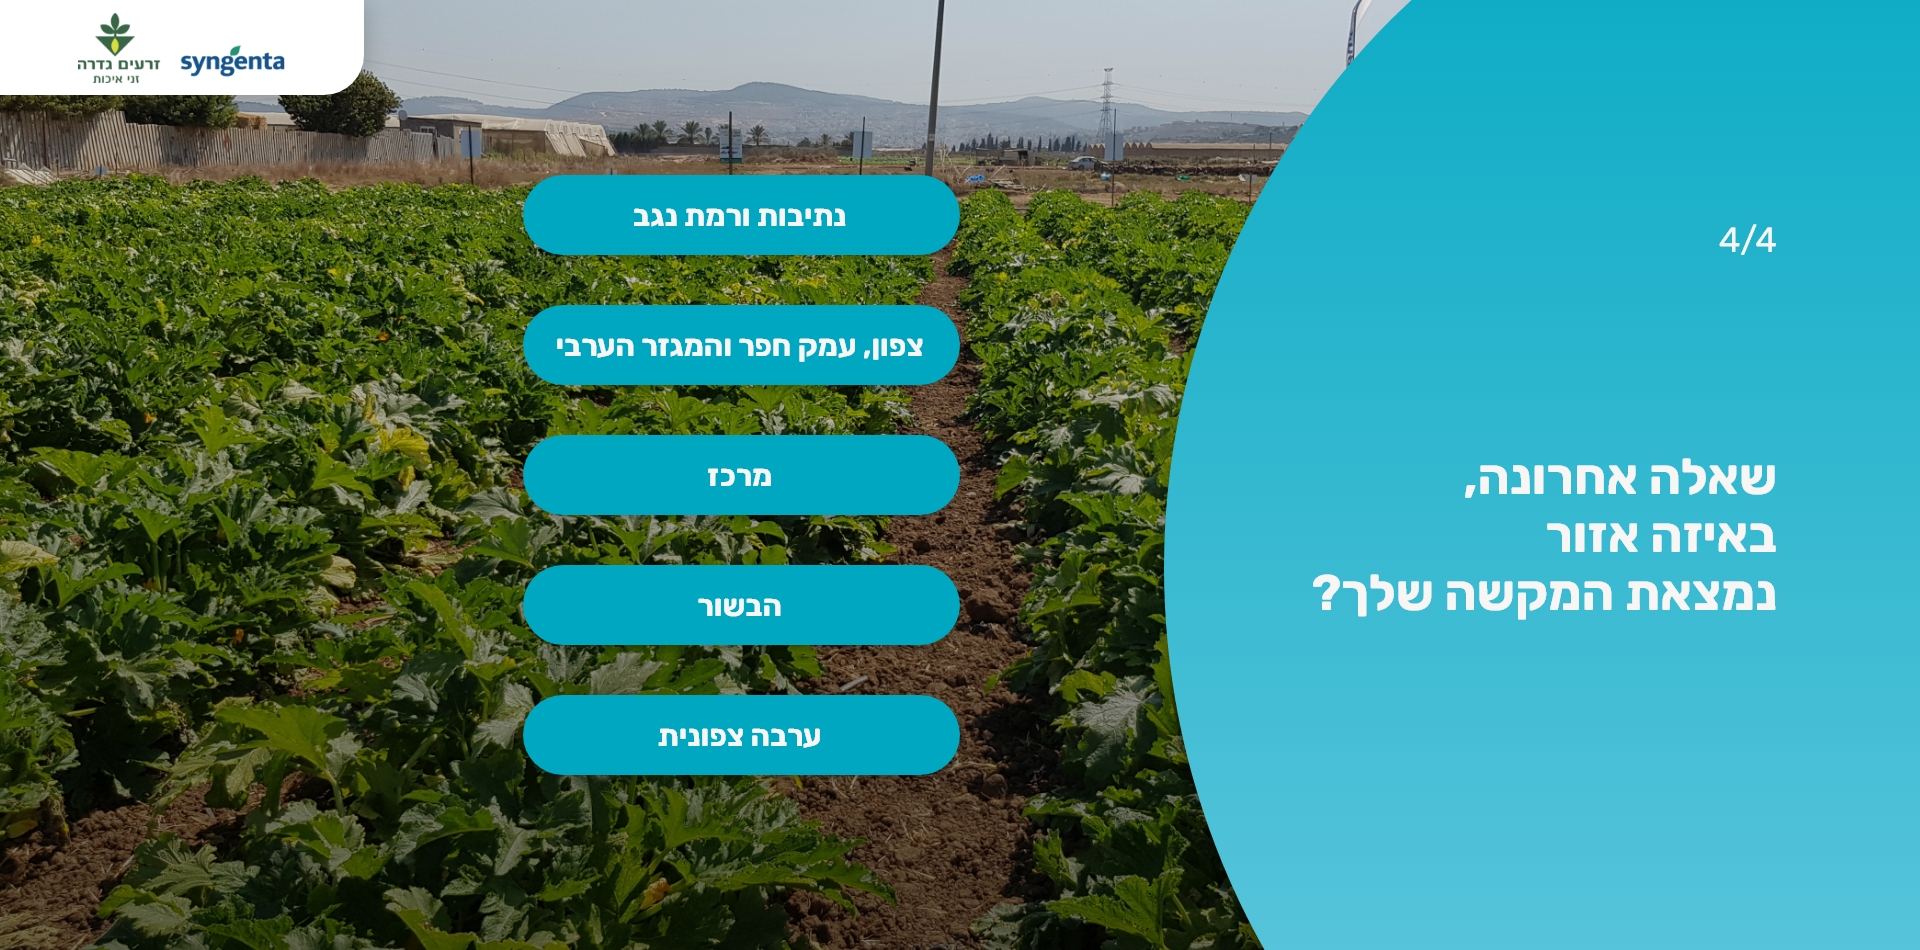 זרעים גדרה
זני איכות
syngenta
4/4
שאלה אחרונה,
באיזה אזור
נמצאת המקשה שלך?
נתיבות ורמת נגב
צפון, עמק חפר והמגזר הערבי
מרכז
הבשור
ערבה צפונית